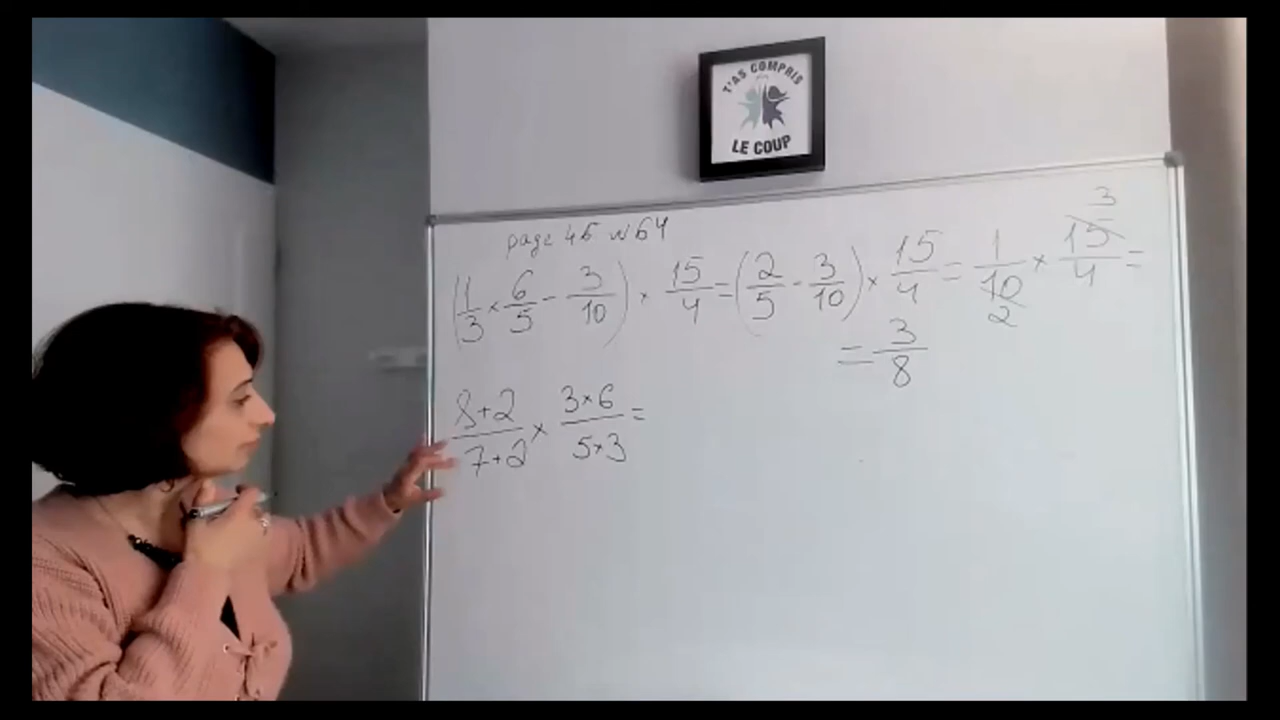 T'AS COMPRIS
LE COUP
page 46 n°64
(1/3 × 6/5 - 3/10) × 15/4 = (2/5 - 3/10) × 15/4 = 1/10 × 15/4 =
3
2
= 3/8
8+2/7+2 × 3×6/5×3 =